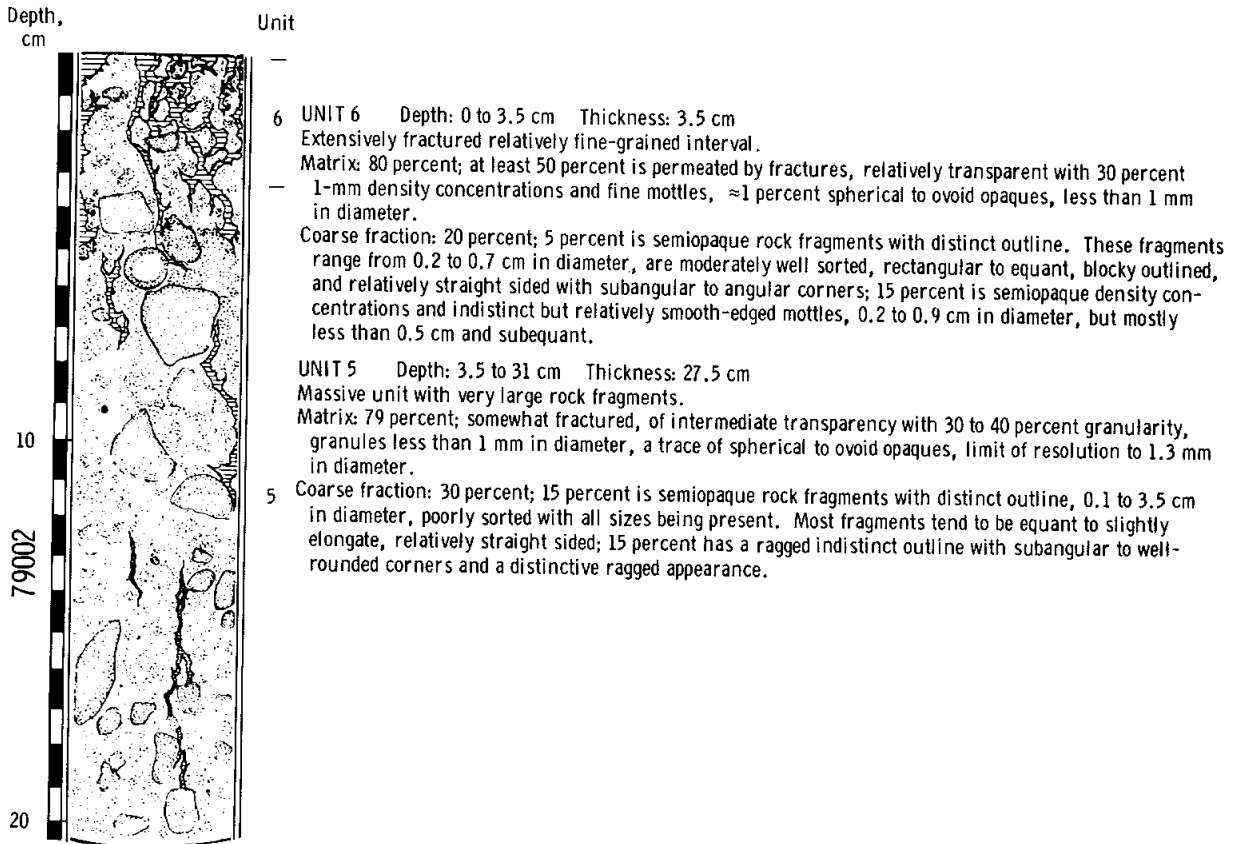 Depth,
cm
Unit
6
UNIT 6 Depth: 0 to 3.5 cm Thickness: 3.5 cm
Extensively fractured relatively fine-grained interval.
Matrix: 80 percent; at least 50 percent is permeated by fractures, relatively transparent with 30 percent
1-mm density concentrations and fine mottles, ≈1 percent spherical to ovoid opaques, less than 1 mm
in diameter.
Coarse fraction: 20 percent; 5 percent is semiopaque rock fragments with distinct outline. These fragments
range from 0.2 to 0.7 cm in diameter, are moderately well sorted, rectangular to equant, blocky outlined,
and relatively straight sided with subangular to angular corners; 15 percent is semiopaque density con-
centrations and indistinct but relatively smooth-edged mottles, 0.2 to 0.9 cm in diameter, but mostly
less than 0.5 cm and subequant.
UNIT 5 Depth: 3.5 to 31 cm Thickness: 27.5 cm
Massive unit with very large rock fragments.
Matrix: 79 percent; somewhat fractured, of intermediate transparency with 30 to 40 percent granularity,
granules less than 1 mm in diameter, a trace of spherical to ovoid opaques, limit of resolution to 1.3 mm
in diameter.
5
Coarse fraction: 30 percent; 15 percent is semiopaque rock fragments with distinct outline, 0.1 to 3.5 cm
in diameter, poorly sorted with all sizes being present. Most fragments tend to be equant to slightly
elongate, relatively straight sided; 15 percent has a ragged indistinct outline with subangular to well-
rounded corners and a distinctive ragged appearance.
10
79002
20